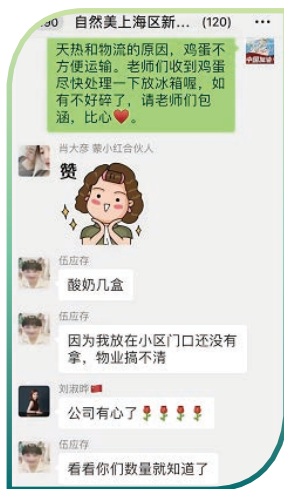 90 自然美上海区新... (120) ...
天热和物流的原因，鸡蛋不
方便运输。老师们收到鸡蛋
尽快处理一下放冰箱喔，如
有不好碎了，请老师们包
涵，比心❤️。
中国加油
肖大彦 蒙小红合伙人
赞
伍应存
酸奶几盒
伍应存
因为我放在小区门口还没有
拿，物业搞不清
刘淑晔🇨🇳
公司有心了🌹🌹🌹🌹
伍应存
看看你们数量就知道了